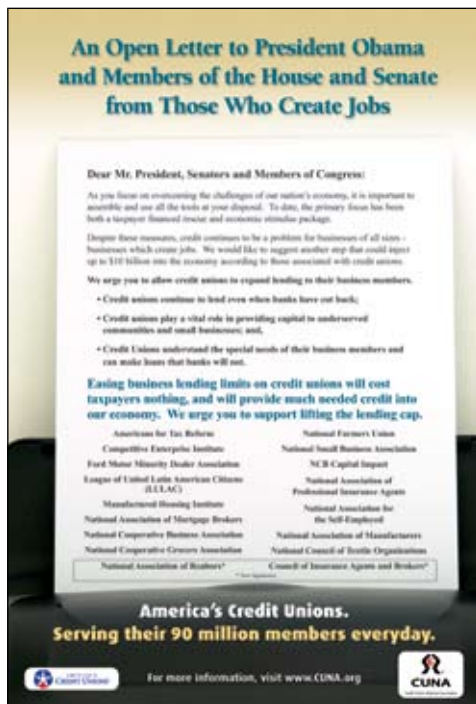 An Open Letter to President Obama
and Members of the House and Senate
from Those Who Create Jobs
Dear Mr. President, Senators and Members of Congress:
As you focus on overcoming the challenges of our nation's economy, it is important to
assemble and use all the tools at your disposal. To date, the primary focus has been
both a taxpayer financed rescue and economic stimulus package.
Despite these measures, credit continues to be a problem for businesses of all sizes -
businesses which create jobs. We would like to suggest another step that could inject
up to $10 billion into the economy according to those associated with credit unions.
We urge you to allow credit unions to expand lending to their business members.
• Credit unions continue to lend even when banks have cut back;
• Credit unions play a vital role in providing capital to underserved
communities and small businesses; and,
• Credit Unions understand the special needs of their business members and
can make loans that banks will not.
Easing business lending limits on credit unions will cost
taxpayers nothing, and will provide much needed credit into
our economy. We urge you to support lifting the lending cap.
Americans for Tax Reform
Competitive Enterprise Institute
Ford Motor Minority Dealer Association
League of United Latin American Citizens
(LULAC)
Manufactured Housing Institute
National Association of Mortgage Brokers
National Cooperative Business Association
National Cooperative Grocers Association
National Association of Realtors*
National Farmers Union
National Small Business Association
NCB Capital Impact
National Association of
Professional Insurance Agents
National Association for
the Self-Employed
National Association of Manufacturers
National Council of Textile Organizations
Council of Insurance Agents and Brokers*
America's Credit Unions.
Serving their 90 million members everyday.
CREDIT UNIONS
For more information, visit www.CUNA.org
CUNA